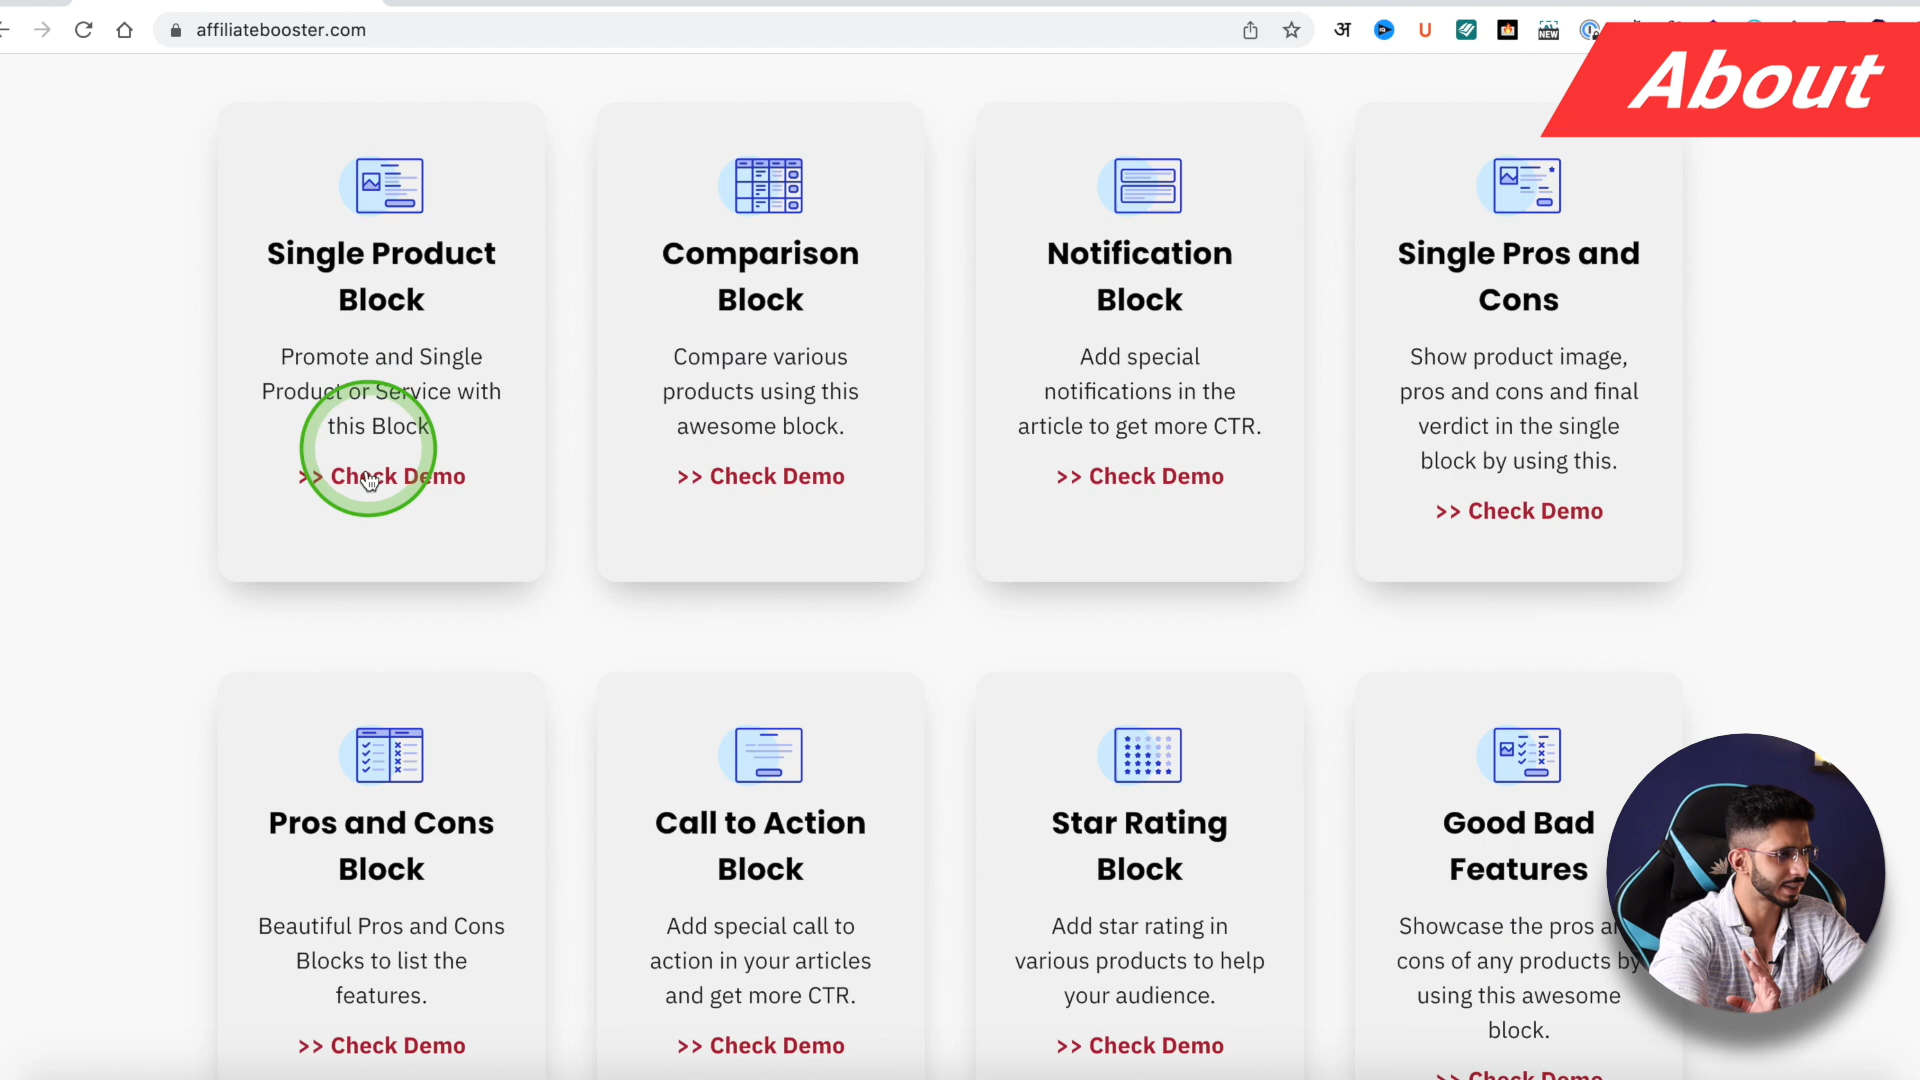 affiliatebooster.com
अ
U
NEW
About
Single Product
Block
Promote and Single
Product or Service with
this Block
>> Check Demo
Comparison
Block
Compare various
products using this
awesome block.
>> Check Demo
Notification
Block
Add special
notifications in the
article to get more CTR.
>> Check Demo
Single Pros and
Cons
Show product image,
pros and cons and final
verdict in the single
block by using this.
>> Check Demo
Pros and Cons
Block
Beautiful Pros and Cons
Blocks to list the
features.
>> Check Demo
Call to Action
Block
Add special call to
action in your articles
and get more CTR.
>> Check Demo
Star Rating
Block
Add star rating in
various products to help
your audience.
>> Check Demo
Good Bad
Features
Showcase the pros
cons of any products by
using this awesome
block.
>> Check Demo